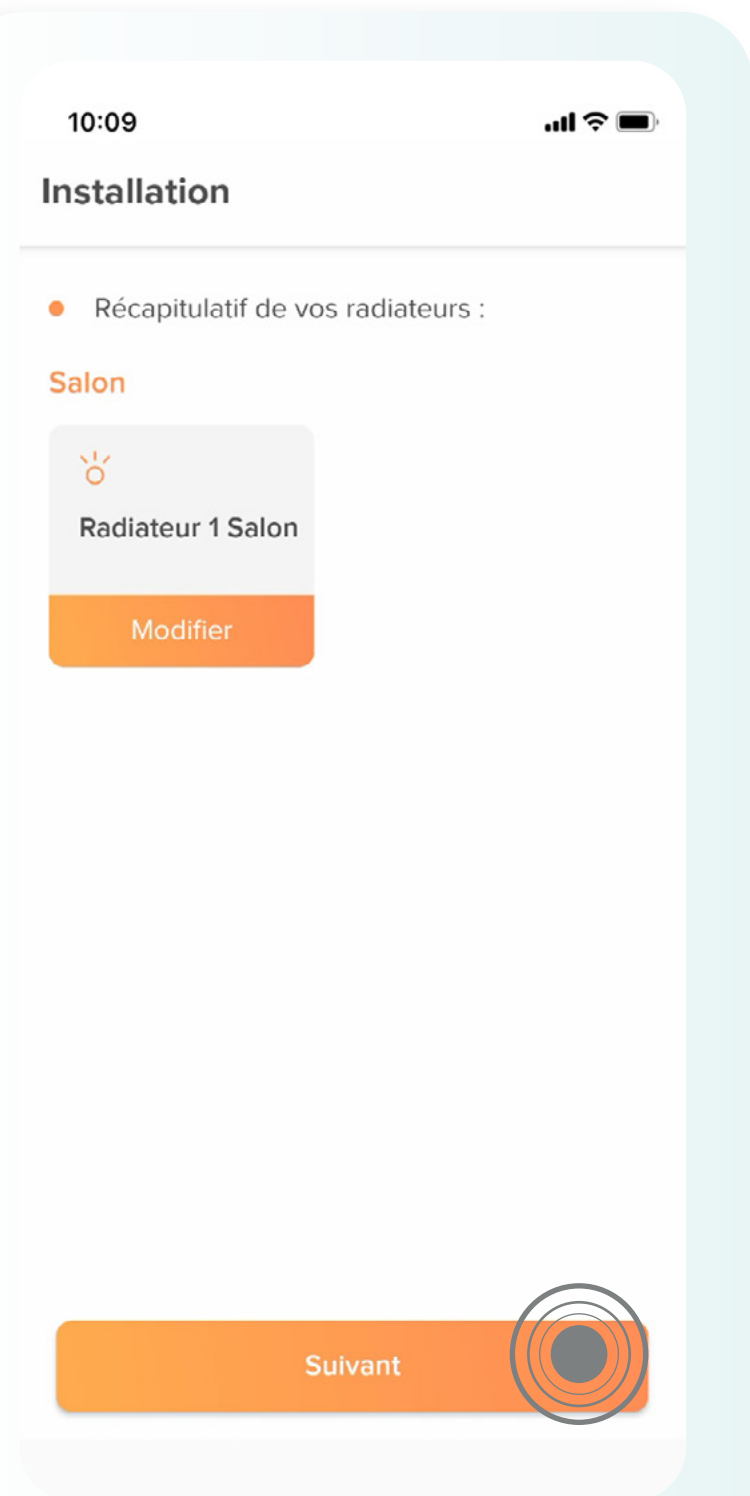 10:09
Installation
Récapitulatif de vos radiateurs :
Salon
Radiateur 1 Salon
Modifier
Suivant